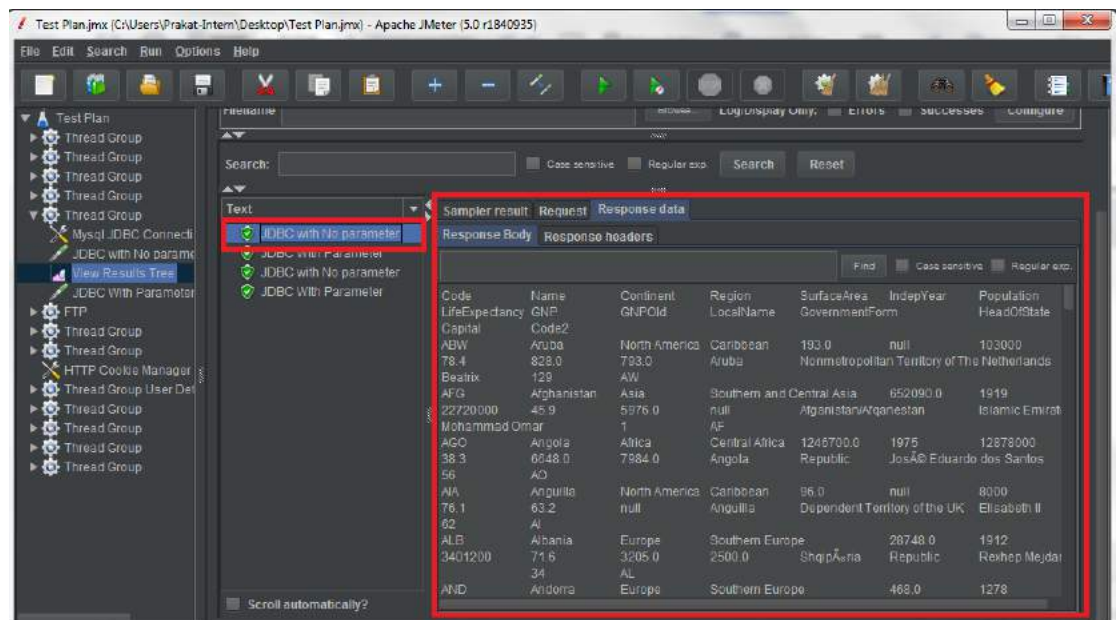 Test Plan.jmx (C:\Users\Prakat-Intern\Desktop\Test Plan.jmx) - Apache JMeter (5.0 r1840935)
File Edit Search Run Options Help
Test Plan
Thread Group
Thread Group
Thread Group
Thread Group
Thread Group
Mysql JDBC Connecti
JDBC with No parame
View Results Tree
JDBC With Parameter
FTP
Thread Group
Thread Group
HTTP Cookie Manager
Thread Group User Def
Thread Group
Thread Group
Thread Group
Thread Group
Filename Browse... Log/Display Only: Errors Successes Configure
Search: Case sensitive Regular exp. Search Reset
Text
JDBC with No parameter
JDBC With Parameter
JDBC with No parameter
JDBC With Parameter
Scroll automatically?
Sampler result Request Response data
Response Body Response headers
Find Case sensitive Regular exp.
Code Name Continent Region SurfaceArea IndepYear Population
LifeExpectancy GNP GNPOld LocalName GovernmentForm HeadOfState
Capital Code2
ABW Aruba North America Caribbean 193.0 null 103000
78.4 828.0 793.0 Aruba Nonmetropolitan Territory of The Netherlands
Beatrix 129 AW
AFG Afghanistan Asia Southern and Central Asia 652090.0 1919
22720000 45.9 5976.0 null Afganistan/Afqanestan Islamic Emirat
Mohammad Omar 1 AF
AGO Angola Africa Central Africa 1246700.0 1975 12878000
38.3 6648.0 7984.0 Angola Republic JosÃ© Eduardo dos Santos
56 AO
AIA Anguilla North America Caribbean 96.0 null 8000
76.1 63.2 null Anguilla Dependent Territory of the UK Elisabeth II
62 AI
ALB Albania Europe Southern Europe 28748.0 1912
3401200 71.6 3205.0 2500.0 ShqipÃ«ria Republic Rexhep Mejdan
34 AL
AND Andorra Europe Southern Europe 468.0 1278